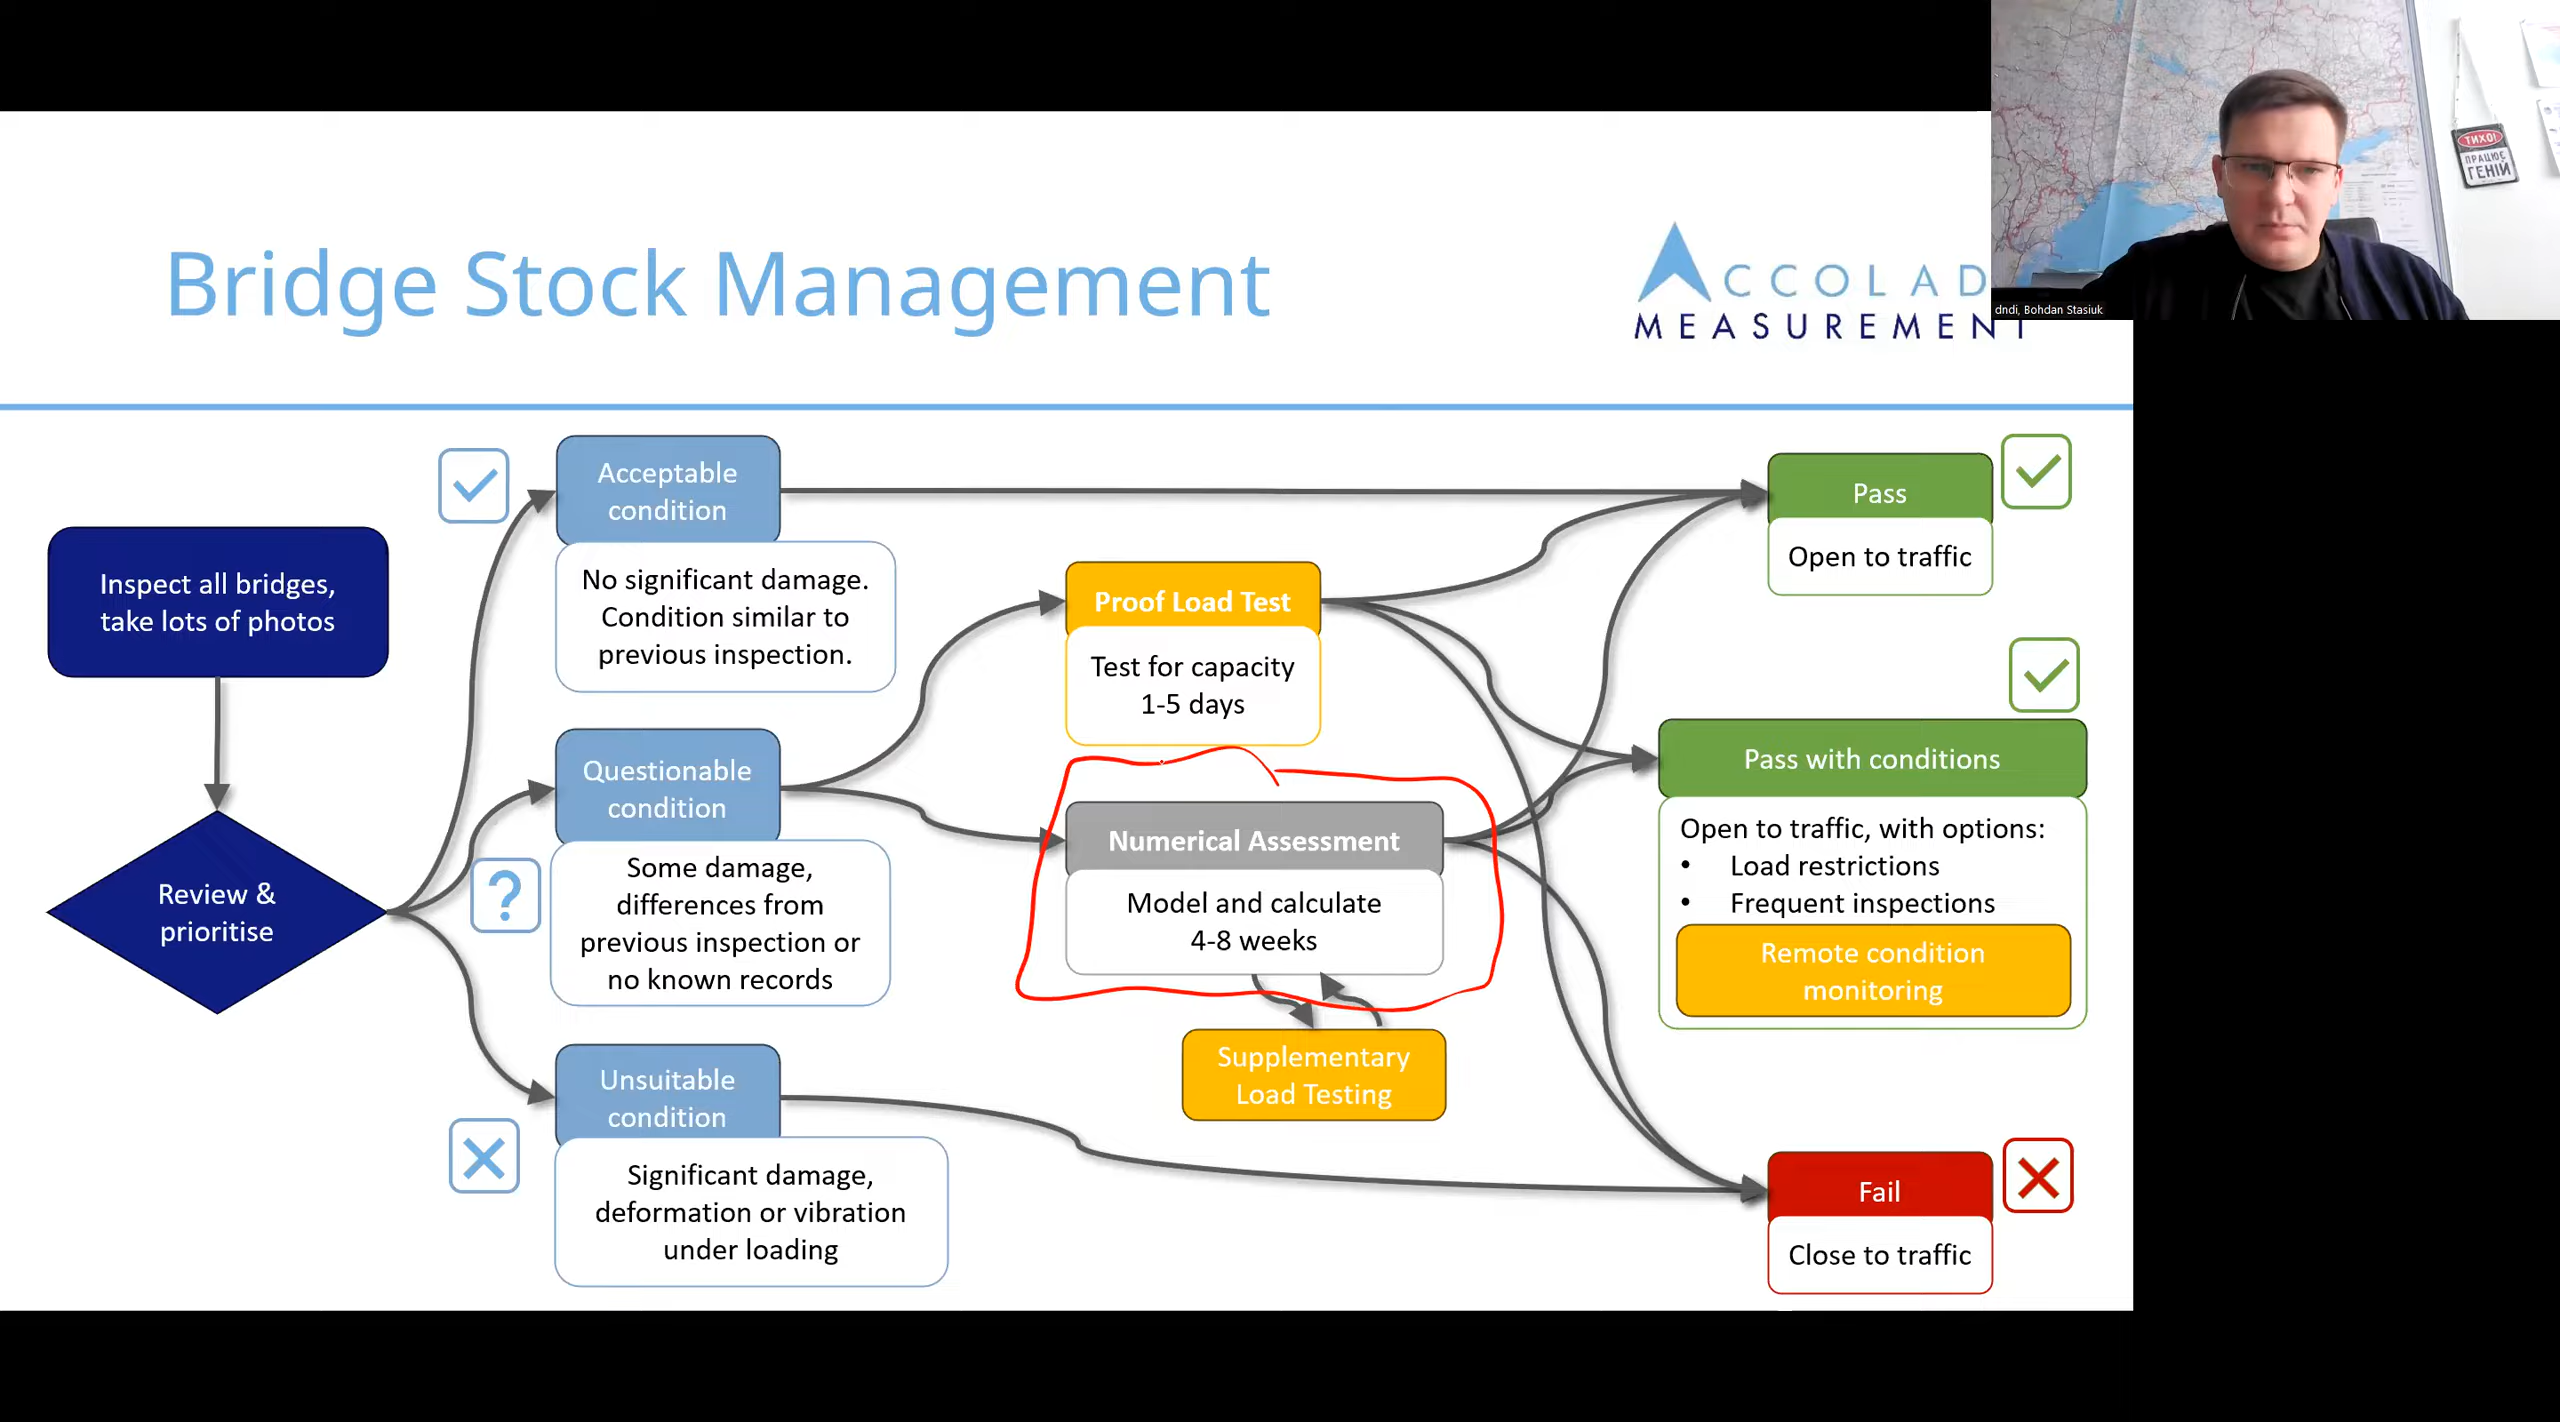 Bridge Stock Management
ACCOLAD
MEASUREMENT
dndi, Bohdan Stasiuk
ТИХО!
ПРАЦЮЄ
ГЕНІЙ
Inspect all bridges,
take lots of photos
Review &
prioritise
Acceptable
condition
No significant damage.
Condition similar to
previous inspection.
?
Questionable
condition
Some damage,
differences from
previous inspection or
no known records
Unsuitable
condition
Significant damage,
deformation or vibration
under loading
Proof Load Test
Test for capacity
1-5 days
Numerical Assessment
Model and calculate
4-8 weeks
Supplementary
Load Testing
Pass
Open to traffic
Pass with conditions
Open to traffic, with options:
• Load restrictions
• Frequent inspections
Remote condition
monitoring
Fail
Close to traffic